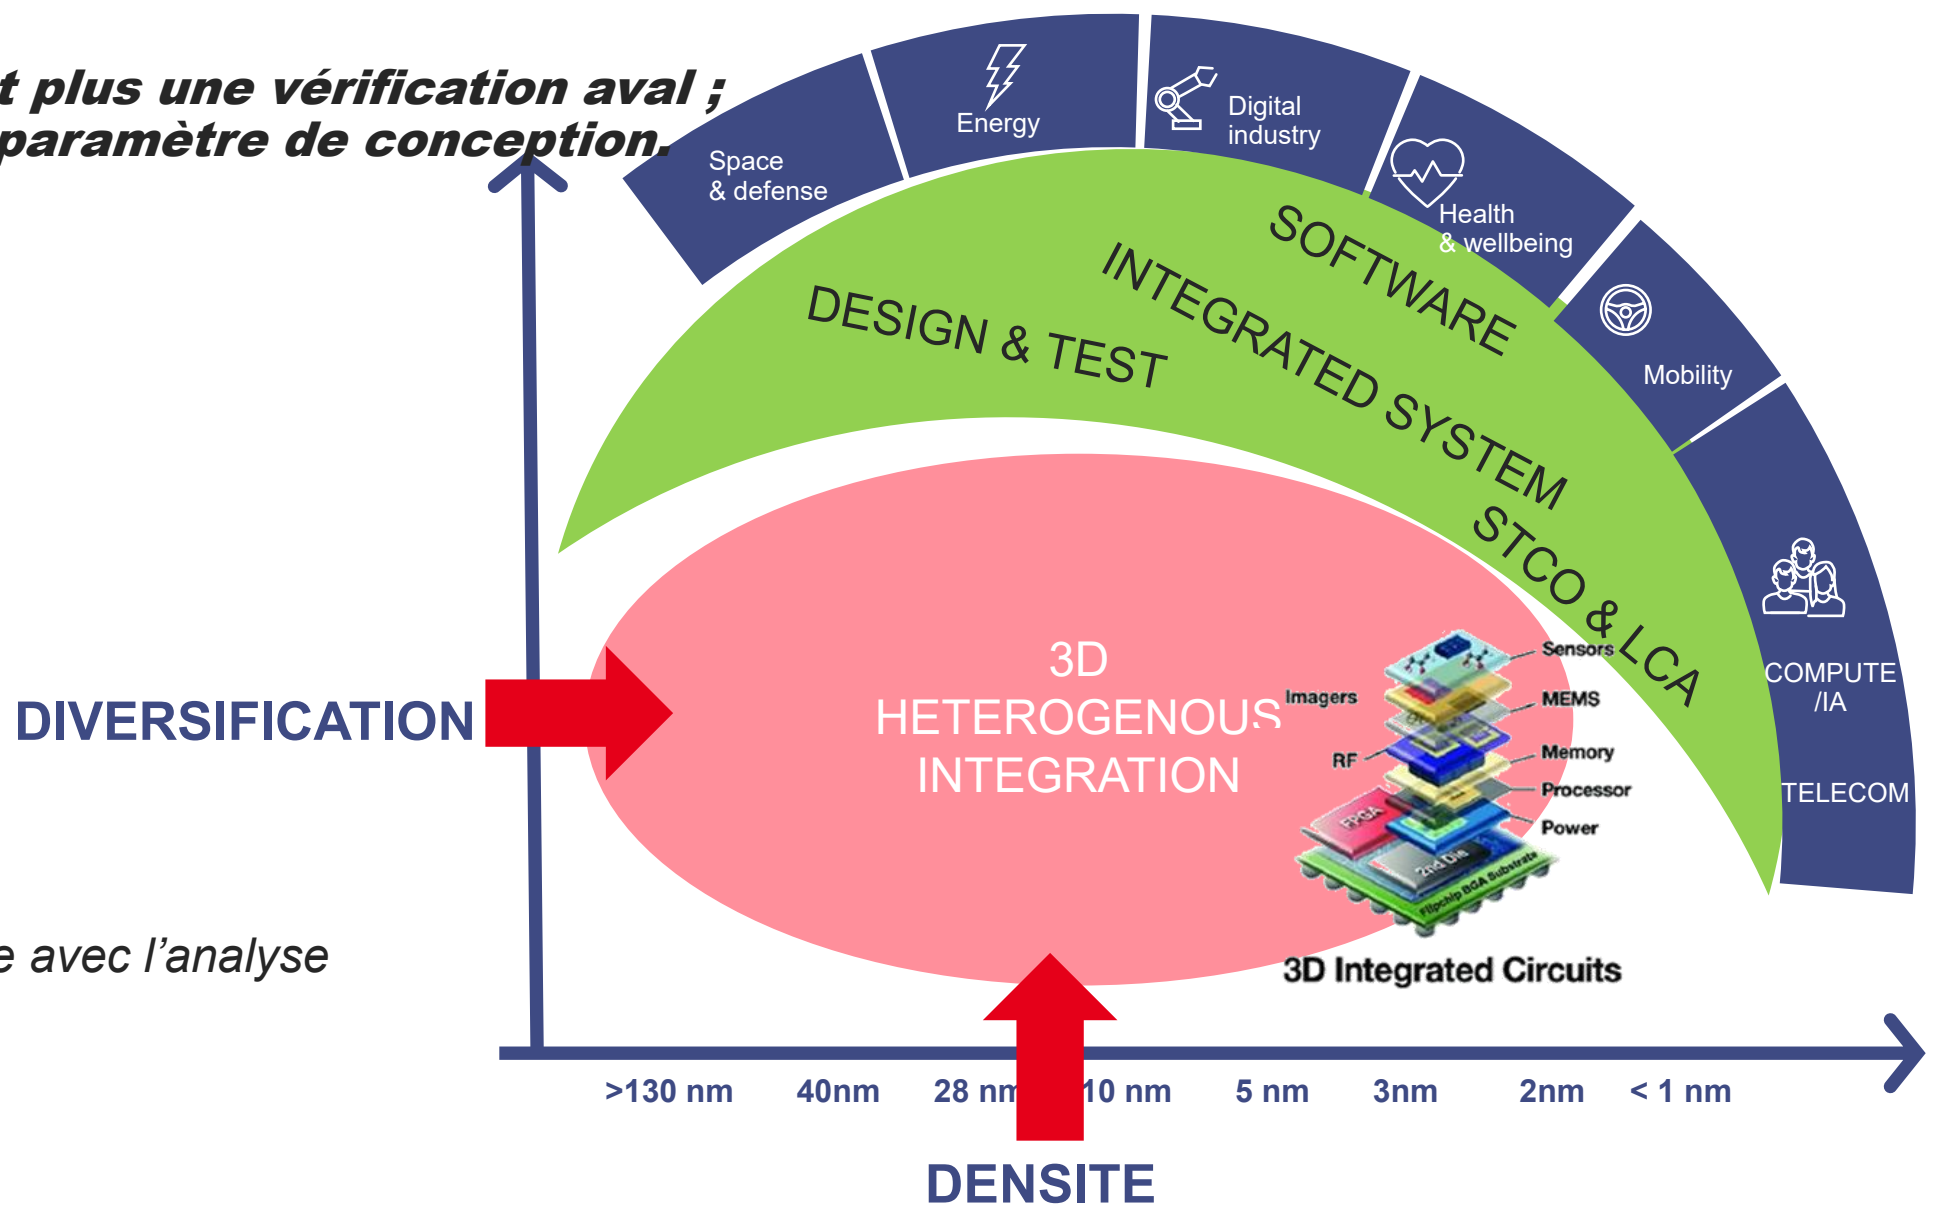 t plus une vérification aval ;
paramètre de conception.
Space
& defense
Energy
Digital
industry
Health
& wellbeing
Mobility
COMPUTE
/IA
TELECOM
SOFTWARE
INTEGRATED SYSTEM
DESIGN & TEST
STCO & LCA
3D
HETEROGENOUS
INTEGRATION
Sensors
Imagers
MEMS
RF
Memory
Processor
Power
FPGA
2nd Die
Flipchip BGA Substrate
3D Integrated Circuits
DIVERSIFICATION
e avec l’analyse
>130 nm 40nm 28 nm 10 nm 5 nm 3nm 2nm < 1 nm
DENSITE